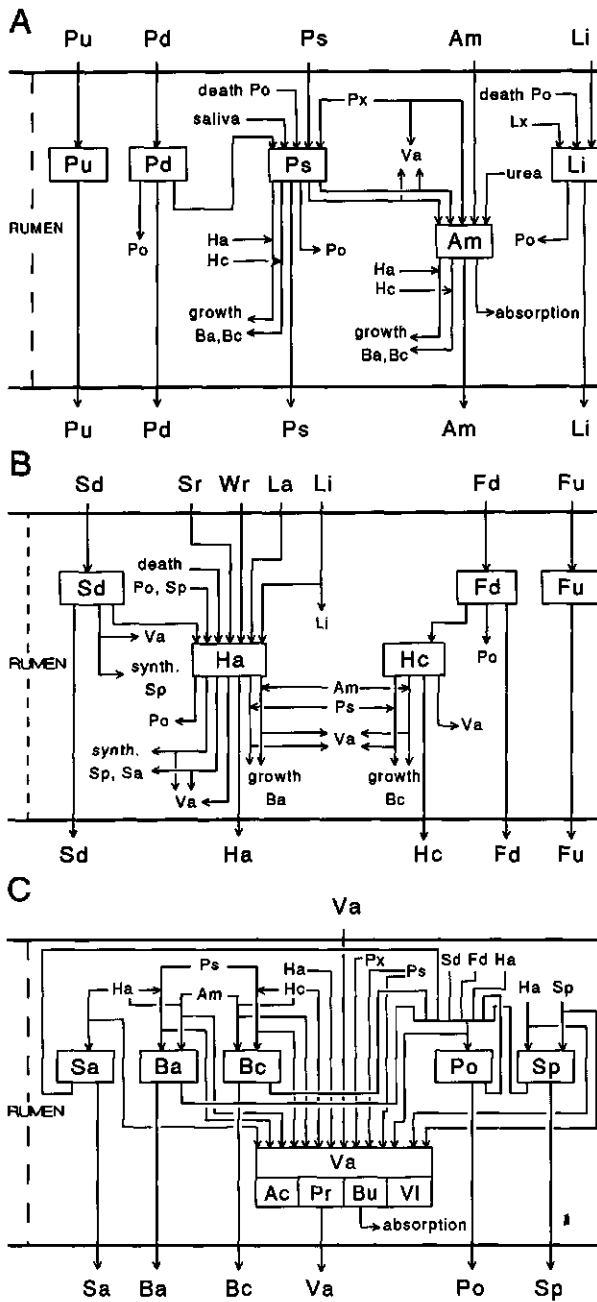 A
Pu Pd Ps Am Li
death Po Px death Po
saliva Lx
Pu Pd Ps Va urea Li
RUMEN
Po Ha Po Am Po
Hc Ha
Hc absorption
growth growth
Ba,Bc Ba,Bc
Pu Pd Ps Am Li
B
Sd Sr Wr La Li Fd Fu
death
Sd Po, Sp Fd Fu
Li
RUMEN
Va Ha Hc Po
synth.
Sp Am
Po Ps Va
synth. Va
Sp, Sa growth growth
Va Ba Bc
Sd Ha Hc Fd Fu
C
Va
Ps Ha Px Ps Sd Fd Ha
Ha Am Hc Ha Sp
Sa Ba Bc Po Sp
RUMEN
Va
Ac Pr Bu Vl
absorption
Sa Ba Bc Va Po Sp